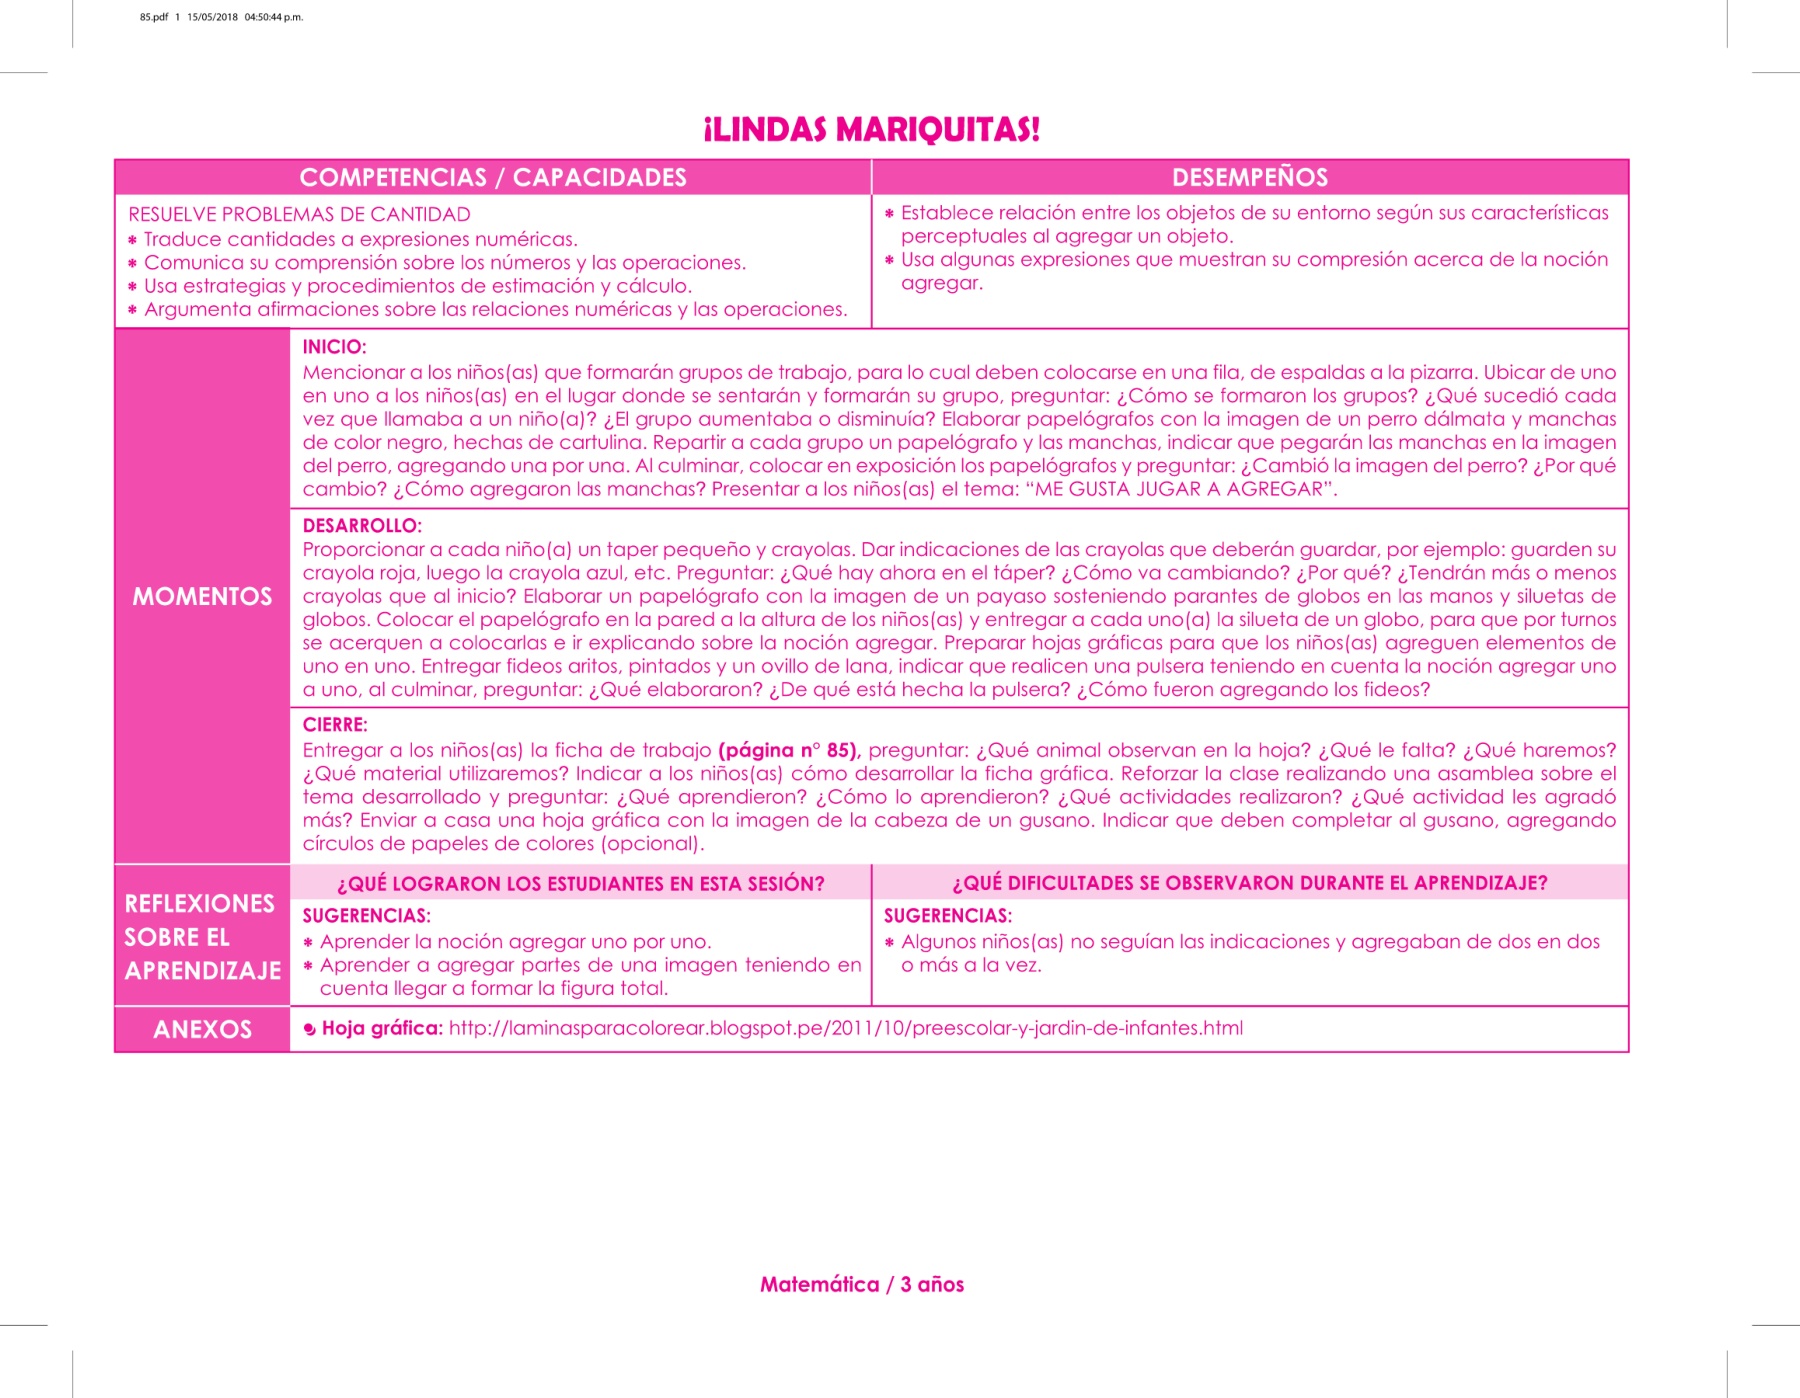 85.pdf 1 15/05/2018 04:50:44 p.m.
¡LINDAS MARIQUITAS!
COMPETENCIAS / CAPACIDADES
RESUELVE PROBLEMAS DE CANTIDAD
* Traduce cantidades a expresiones numéricas.
* Comunica su comprensión sobre los números y las operaciones.
* Usa estrategias y procedimientos de estimación y cálculo.
* Argumenta afirmaciones sobre las relaciones numéricas y las operaciones.
DESEMPEÑOS
* Establece relación entre los objetos de su entorno según sus características
perceptuales al agregar un objeto.
* Usa algunas expresiones que muestran su compresión acerca de la noción
agregar.
MOMENTOS
INICIO:
Mencionar a los niños(as) que formarán grupos de trabajo, para lo cual deben colocarse en una fila, de espaldas a la pizarra. Ubicar de uno
en uno a los niños(as) en el lugar donde se sentarán y formarán su grupo, preguntar: ¿Cómo se formaron los grupos? ¿Qué sucedió cada
vez que llamaba a un niño(a)? ¿El grupo aumentaba o disminuía? Elaborar papelógrafos con la imagen de un perro dálmata y manchas
de color negro, hechas de cartulina. Repartir a cada grupo un papelógrafo y las manchas, indicar que pegarán las manchas en la imagen
del perro, agregando una por una. Al culminar, colocar en exposición los papelógrafos y preguntar: ¿Cambió la imagen del perro? ¿Por qué
cambio? ¿Cómo agregaron las manchas? Presentar a los niños(as) el tema: “ME GUSTA JUGAR A AGREGAR”.
DESARROLLO:
Proporcionar a cada niño(a) un taper pequeño y crayolas. Dar indicaciones de las crayolas que deberán guardar, por ejemplo: guarden su
crayola roja, luego la crayola azul, etc. Preguntar: ¿Qué hay ahora en el táper? ¿Cómo va cambiando? ¿Por qué? ¿Tendrán más o menos
crayolas que al inicio? Elaborar un papelógrafo con la imagen de un payaso sosteniendo parantes de globos en las manos y siluetas de
globos. Colocar el papelógrafo en la pared a la altura de los niños(as) y entregar a cada uno(a) la silueta de un globo, para que por turnos
se acerquen a colocarlas e ir explicando sobre la noción agregar. Preparar hojas gráficas para que los niños(as) agreguen elementos de
uno en uno. Entregar fideos aritos, pintados y un ovillo de lana, indicar que realicen una pulsera teniendo en cuenta la noción agregar uno
a uno, al culminar, preguntar: ¿Qué elaboraron? ¿De qué está hecha la pulsera? ¿Cómo fueron agregando los fideos?
CIERRE:
Entregar a los niños(as) la ficha de trabajo (página n° 85), preguntar: ¿Qué animal observan en la hoja? ¿Qué le falta? ¿Qué haremos?
¿Qué material utilizaremos? Indicar a los niños(as) cómo desarrollar la ficha gráfica. Reforzar la clase realizando una asamblea sobre el
tema desarrollado y preguntar: ¿Qué aprendieron? ¿Cómo lo aprendieron? ¿Qué actividades realizaron? ¿Qué actividad les agradó
más? Enviar a casa una hoja gráfica con la imagen de la cabeza de un gusano. Indicar que deben completar al gusano, agregando
círculos de papeles de colores (opcional).
REFLEXIONES
SOBRE EL
APRENDIZAJE
¿QUÉ LOGRARON LOS ESTUDIANTES EN ESTA SESIÓN?
SUGERENCIAS:
* Aprender la noción agregar uno por uno.
* Aprender a agregar partes de una imagen teniendo en
cuenta llegar a formar la figura total.
¿QUÉ DIFICULTADES SE OBSERVARON DURANTE EL APRENDIZAJE?
SUGERENCIAS:
* Algunos niños(as) no seguían las indicaciones y agregaban de dos en dos
o más a la vez.
ANEXOS
Hoja gráfica: http://laminasparacolorear.blogspot.pe/2011/10/preescolar-y-jardin-de-infantes.html
Matemática / 3 años